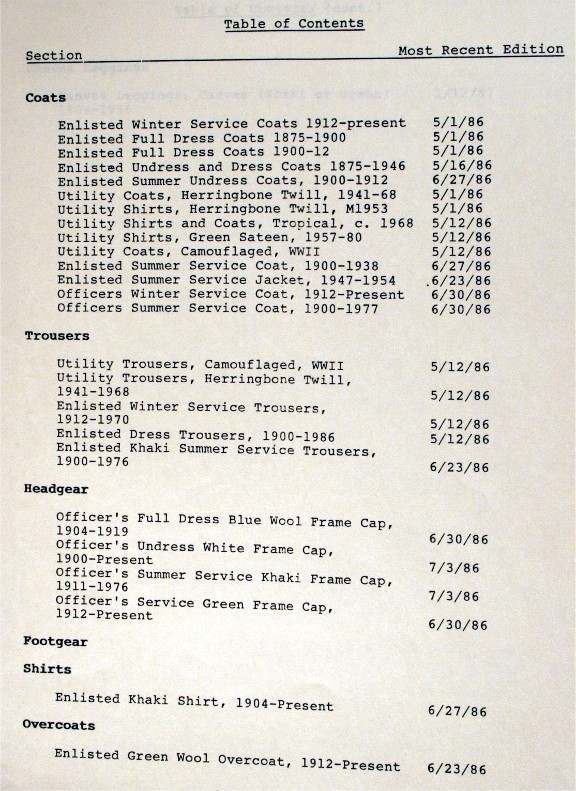 Table of Contents
Section Most Recent Edition
Coats
Enlisted Winter Service Coats 1912-present 5/1/86
Enlisted Full Dress Coats 1875-1900 5/1/86
Enlisted Full Dress Coats 1900-12 5/1/86
Enlisted Undress and Dress Coats 1875-1946 5/16/86
Enlisted Summer Undress Coats, 1900-1912 6/27/86
Utility Coats, Herringbone Twill, 1941-68 5/1/86
Utility Shirts, Herringbone Twill, M1953 5/1/86
Utility Shirts and Coats, Tropical, c. 1968 5/12/86
Utility Shirts, Green Sateen, 1957-80 5/12/86
Utility Coats, Camouflaged, WWII 5/12/86
Enlisted Summer Service Coat, 1900-1938 6/27/86
Enlisted Summer Service Jacket, 1947-1954 6/23/86
Officers Winter Service Coat, 1912-Present 6/30/86
Officers Summer Service Coat, 1900-1977 6/30/86
Trousers
Utility Trousers, Camouflaged, WWII 5/12/86
Utility Trousers, Herringbone Twill,
1941-1968 5/12/86
Enlisted Winter Service Trousers,
1912-1970 5/12/86
Enlisted Dress Trousers, 1900-1986 5/12/86
Enlisted Khaki Summer Service Trousers,
1900-1976 6/23/86
Headgear
Officer's Full Dress Blue Wool Frame Cap,
1904-1919 6/30/86
Officer's Undress White Frame Cap,
1900-Present 7/3/86
Officer's Summer Service Khaki Frame Cap,
1911-1976 7/3/86
Officer's Service Green Frame Cap,
1912-Present 6/30/86
Footgear
Shirts
Enlisted Khaki Shirt, 1904-Present 6/27/86
Overcoats
Enlisted Green Wool Overcoat, 1912-Present 6/23/86